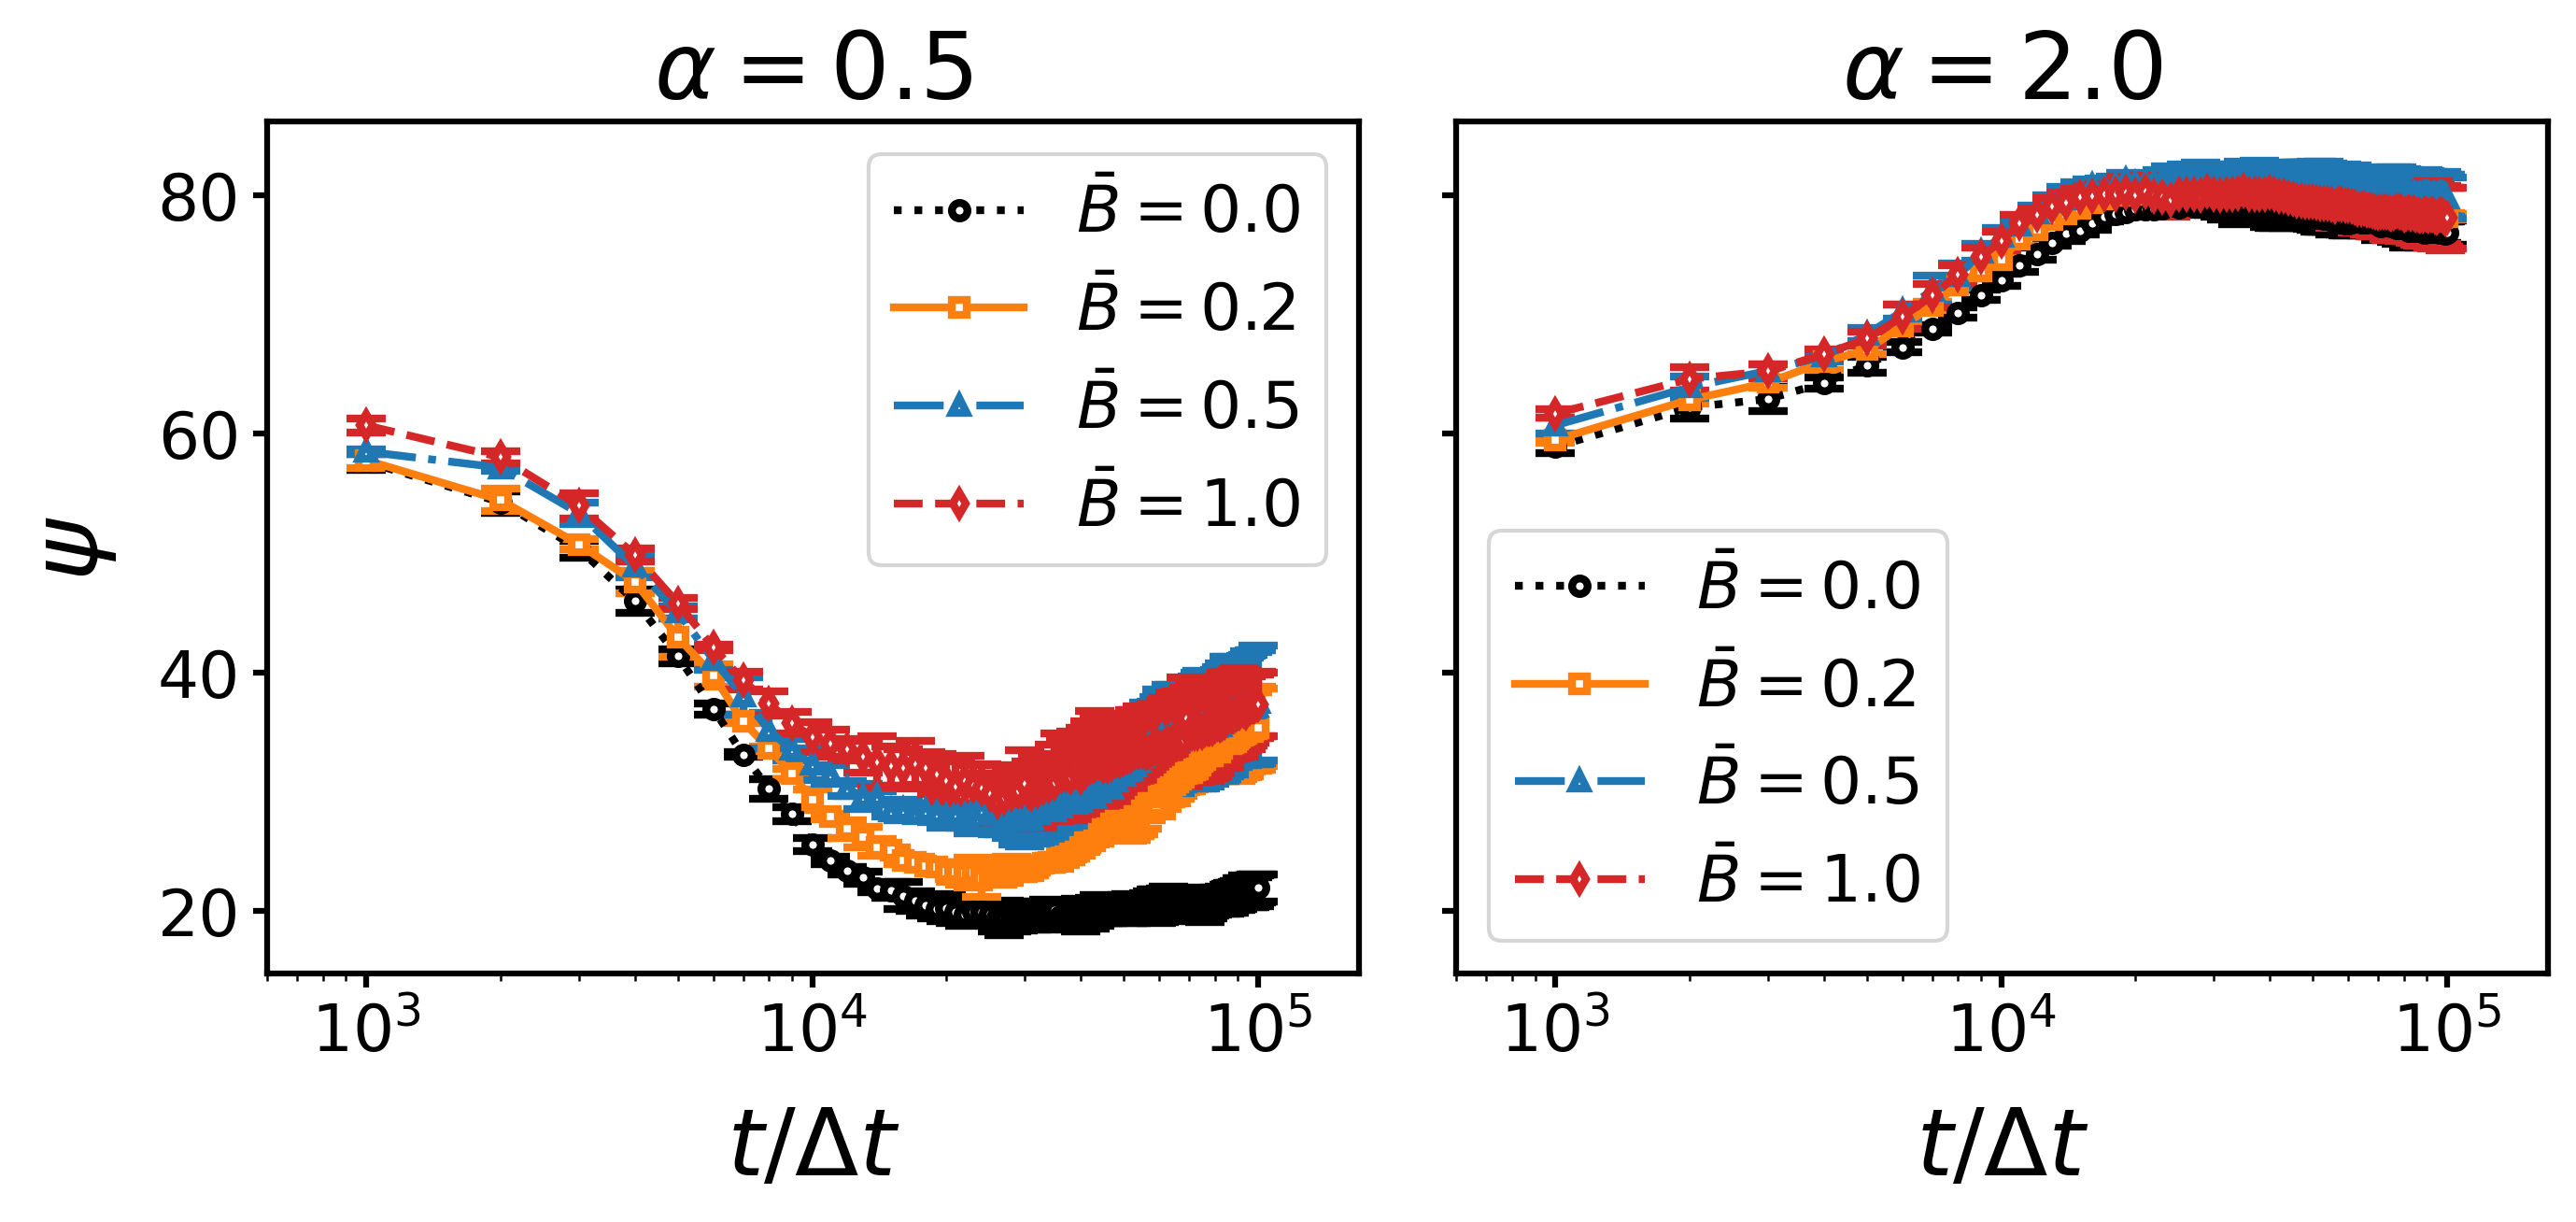 α = 0.5
α = 2.0
ψ
80
60
40
20
B̄ = 0.0
B̄ = 0.2
B̄ = 0.5
B̄ = 1.0
B̄ = 0.0
B̄ = 0.2
B̄ = 0.5
B̄ = 1.0
10³ 10⁴ 10⁵
10³ 10⁴ 10⁵
t/Δt
t/Δt